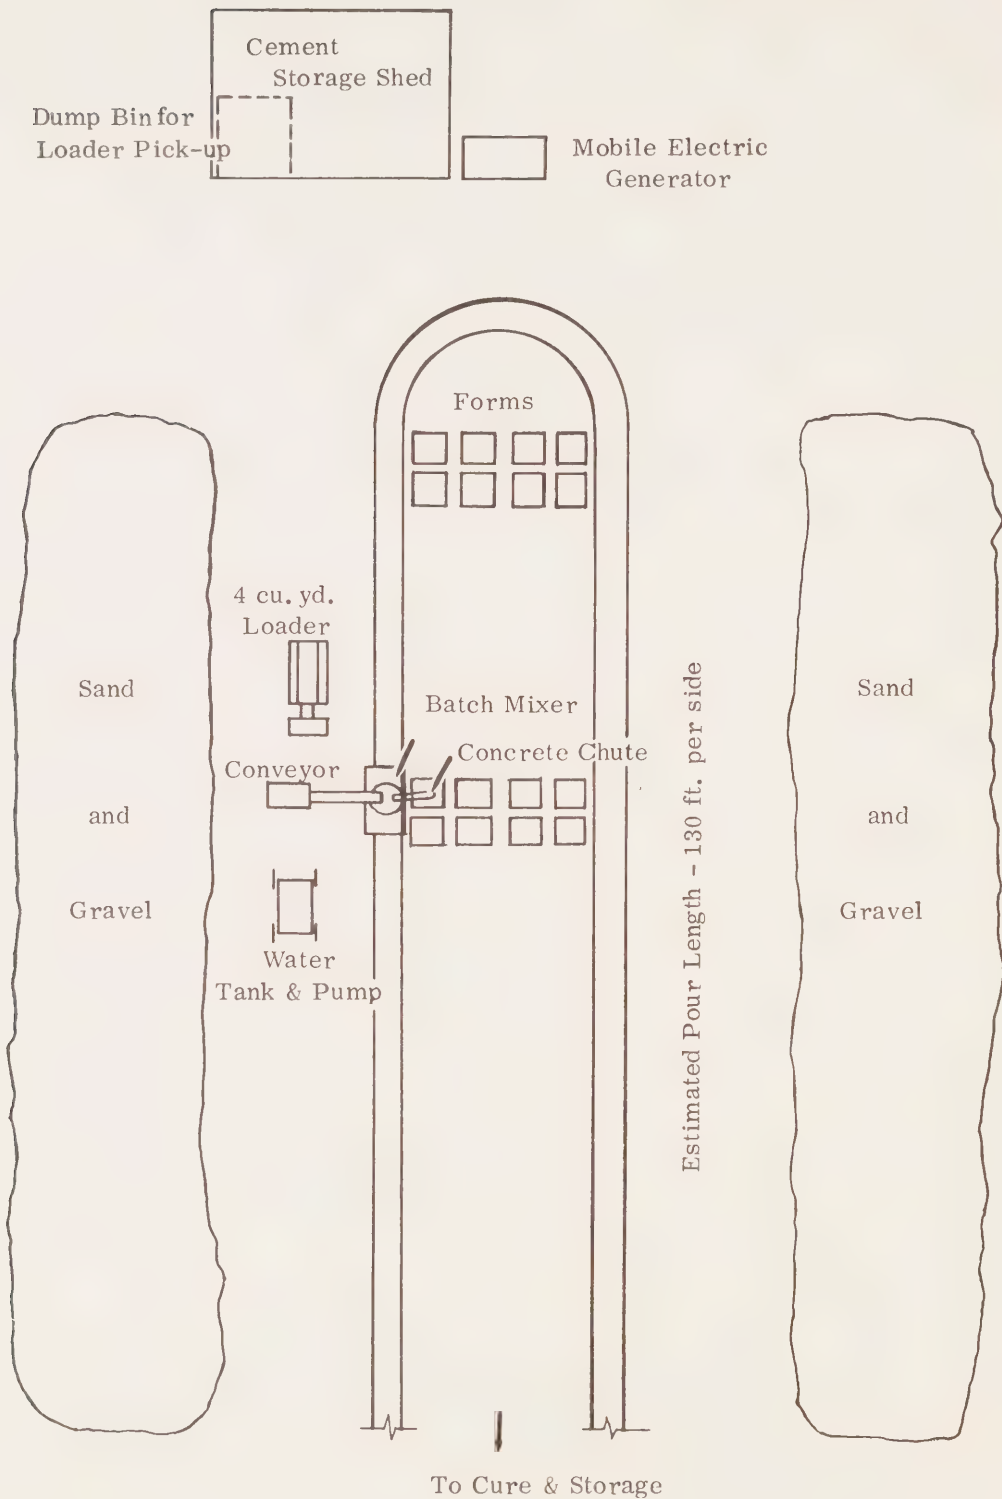 Cement
Storage Shed
Dump Bin for
Loader Pick-up
Mobile Electric
Generator
Forms
4 cu. yd.
Loader
Sand
and
Gravel
Batch Mixer
Concrete Chute
Conveyor
Water
Tank & Pump
Estimated Pour Length - 130 ft. per side
Sand
and
Gravel
To Cure & Storage